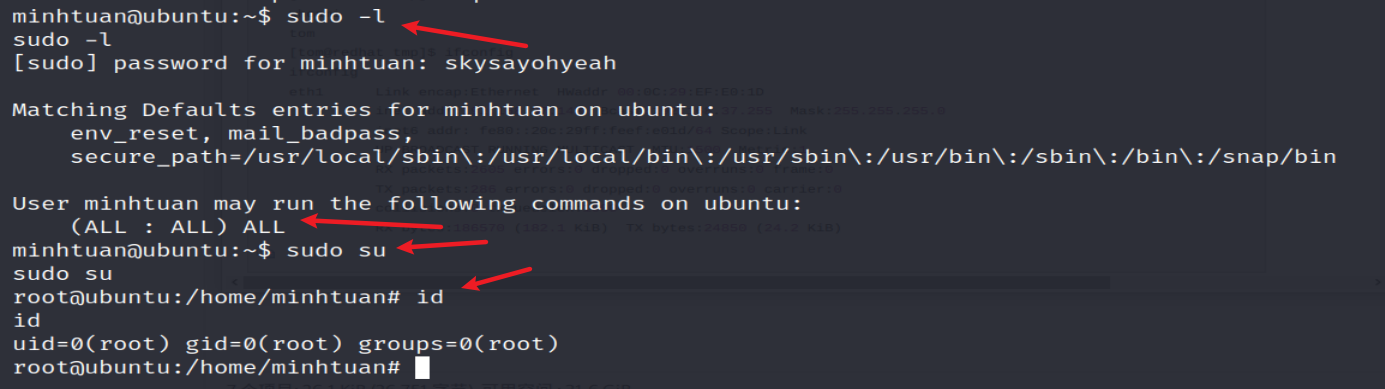 minhtuan@ubuntu:~$ sudo -l
sudo -l
[sudo] password for minhtuan: skysayohyeah
Matching Defaults entries for minhtuan on ubuntu:
env_reset, mail_badpass,
secure_path=/usr/local/sbin\:/usr/local/bin\:/usr/sbin\:/usr/bin\:/sbin\:/bin\:/snap/bin
User minhtuan may run the following commands on ubuntu:
(ALL : ALL) ALL
minhtuan@ubuntu:~$ sudo su
sudo su
root@ubuntu:/home/minhtuan# id
id
uid=0(root) gid=0(root) groups=0(root)
root@ubuntu:/home/minhtuan#